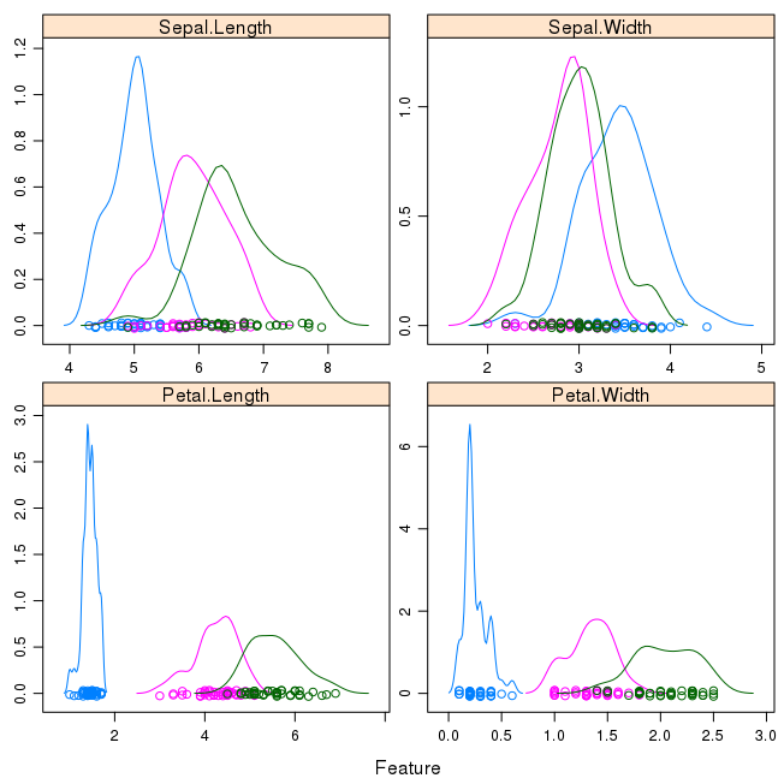 Sepal.Length Sepal.Width
0.0 0.2 0.4 0.6 0.8 1.0 1.2
0.0 0.5 1.0
4 5 6 7 8
2 3 4 5
Petal.Length Petal.Width
0.0 0.5 1.0 1.5 2.0 2.5 3.0
0 2 4 6
2 4 6
0.0 0.5 1.0 1.5 2.0 2.5 3.0
Feature